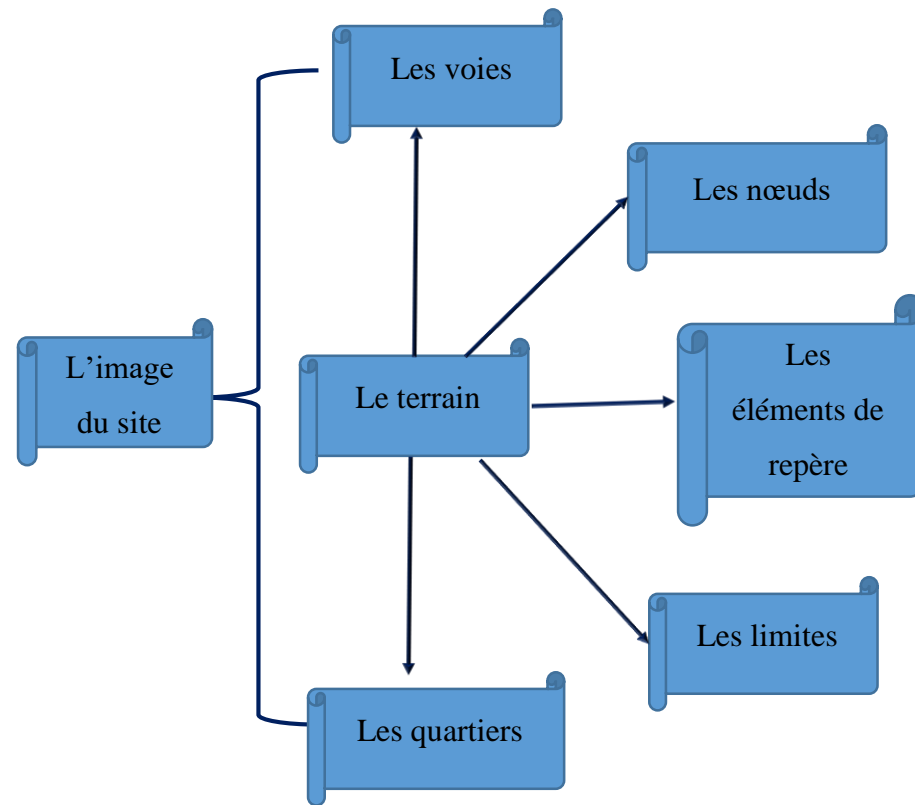 Les voies
Les nœuds
L’image
du site
Le terrain
Les
éléments de
repère
Les limites
Les quartiers